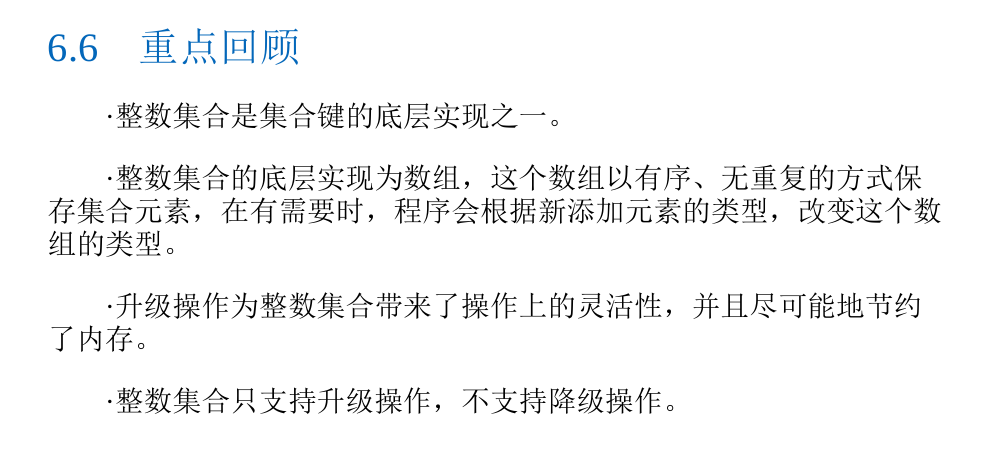 6.6 重点回顾
·整数集合是集合键的底层实现之一。
·整数集合的底层实现为数组，这个数组以有序、无重复的方式保
存集合元素，在有需要时，程序会根据新添加元素的类型，改变这个数
组的类型。
·升级操作为整数集合带来了操作上的灵活性，并且尽可能地节约
了内存。
·整数集合只支持升级操作，不支持降级操作。